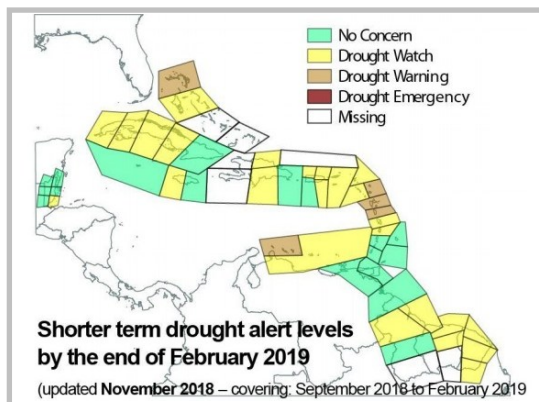 No Concern
Drought Watch
Drought Warning
Drought Emergency
Missing
Shorter term drought alert levels
by the end of February 2019
(updated November 2018 – covering: September 2018 to February 2019